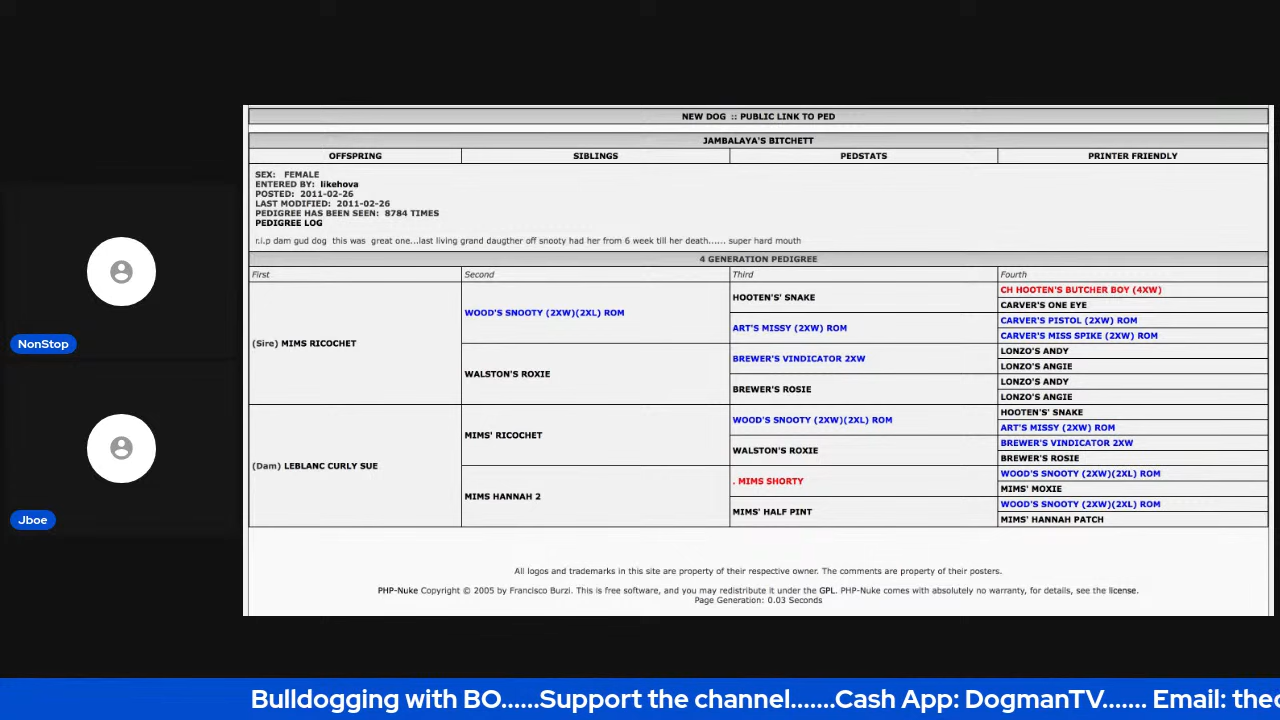 NEW DOG :: PUBLIC LINK TO PED
JAMBALAYA'S BITCHETT
OFFSPRING SIBLINGS PEDSTATS PRINTER FRIENDLY
SEX: FEMALE
ENTERED BY: likehova
POSTED: 2011-02-26
LAST MODIFIED: 2011-02-26
PEDIGREE HAS BEEN SEEN: 8784 TIMES
PEDIGREE LOG
r.i.p dam gud dog this was great one...last living grand daugther off snooty had her from 6 week till her death...... super hard mouth
4 GENERATION PEDIGREE
First Second Third Fourth
(Sire) MIMS RICOCHET
WOOD'S SNOOTY (2XW)(2XL) ROM
WALSTON'S ROXIE
HOOTEN'S' SNAKE
ART'S MISSY (2XW) ROM
BREWER'S VINDICATOR 2XW
BREWER'S ROSIE
CH HOOTEN'S BUTCHER BOY (4XW)
CARVER'S ONE EYE
CARVER'S PISTOL (2XW) ROM
CARVER'S MISS SPIKE (2XW) ROM
LONZO'S ANDY
LONZO'S ANGIE
LONZO'S ANDY
LONZO'S ANGIE
(Dam) LEBLANC CURLY SUE
MIMS' RICOCHET
MIMS HANNAH 2
WOOD'S SNOOTY (2XW)(2XL) ROM
WALSTON'S ROXIE
. MIMS SHORTY
MIMS' HALF PINT
HOOTEN'S' SNAKE
ART'S MISSY (2XW) ROM
BREWER'S VINDICATOR 2XW
BREWER'S ROSIE
WOOD'S SNOOTY (2XW)(2XL) ROM
MIMS' MOXIE
WOOD'S SNOOTY (2XW)(2XL) ROM
MIMS' HANNAH PATCH
All logos and trademarks in this site are property of their respective owner. The comments are property of their posters.
PHP-Nuke Copyright © 2005 by Francisco Burzi. This is free software, and you may redistribute it under the GPL. PHP-Nuke comes with absolutely no warranty, for details, see the license.
Page Generation: 0.03 Seconds
NonStop
Jboe
Bulldogging with BO......Support the channel.......Cash App: DogmanTV....... Email: